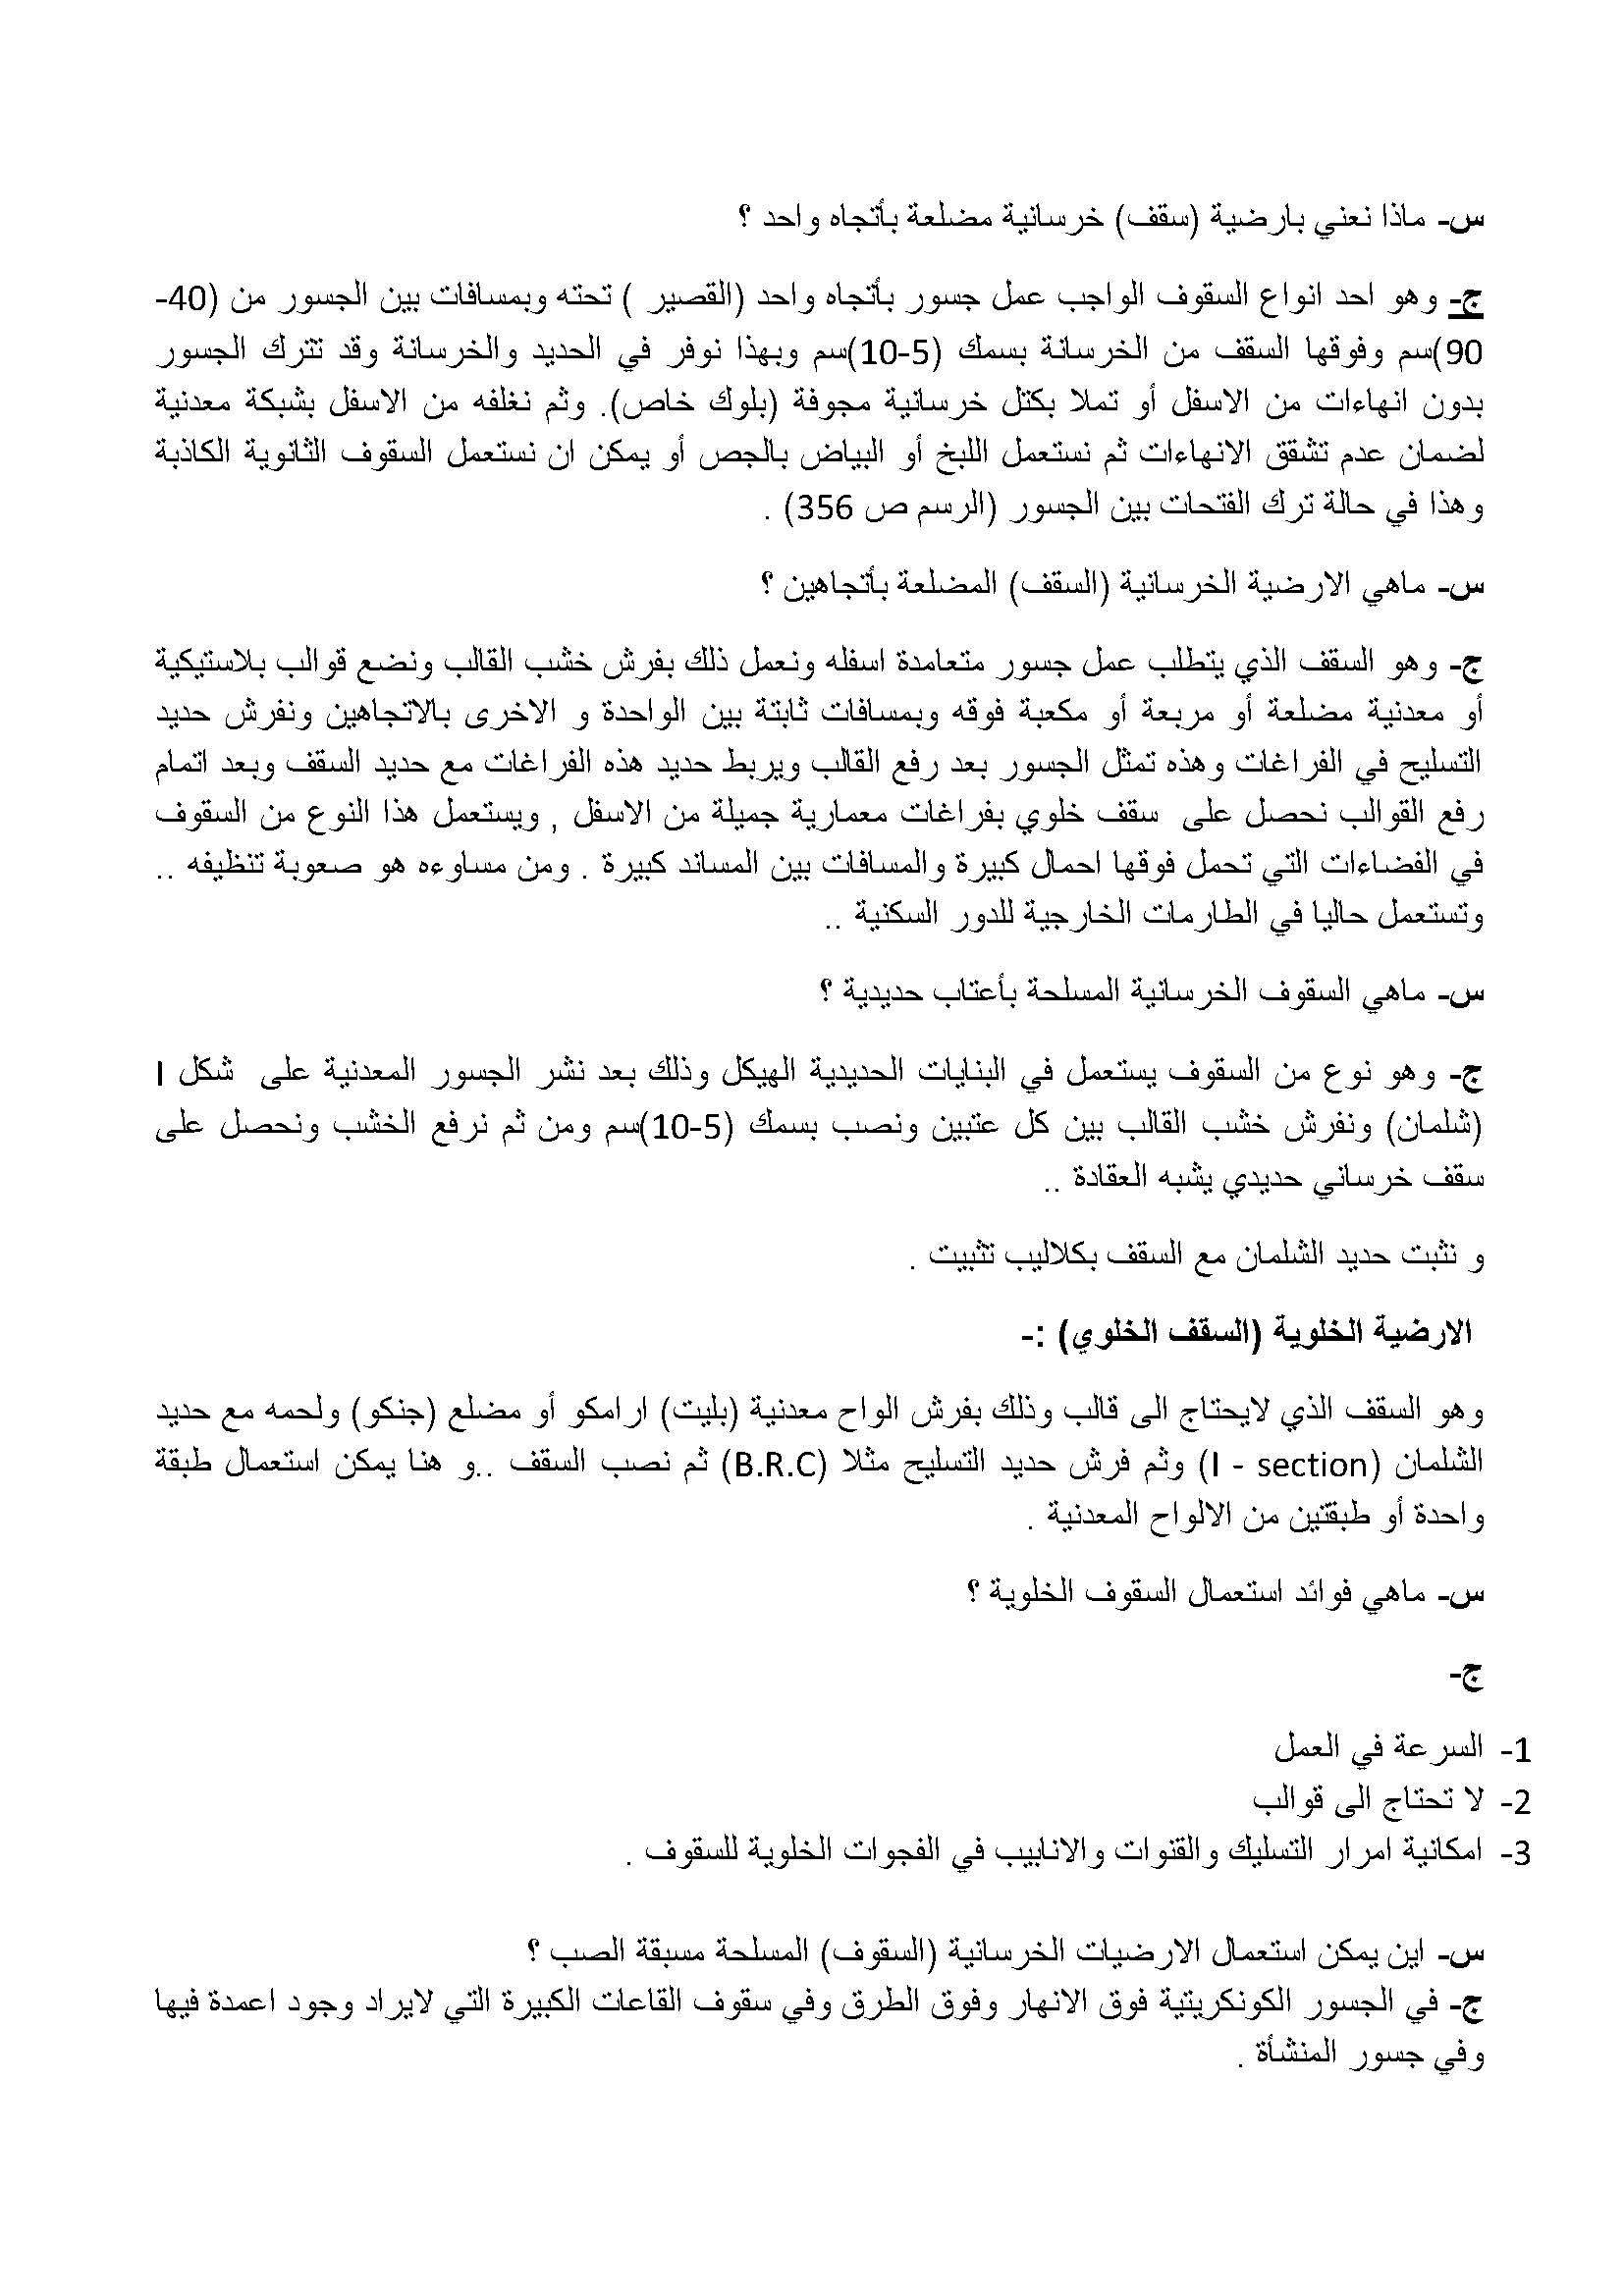 س- ماذا نعني بارضية (سقف) خرسانية مضلعة بأتجاه واحد ؟
ج- وهو احد انواع السقوف الواجب عمل جسور بأتجاه واحد (القصير ) تحته وبمسافات بين الجسور من (40-
90)سم وفوقها السقف من الخرسانة بسمك (5-10)سم وبهذا نوفر في الحديد والخرسانة وقد تترك الجسور
بدون انهاءات من الاسفل أو تملا بكتل خرسانية مجوفة (بلوك خاص). وثم نغلفه من الاسفل بشبكة معدنية
لضمان عدم تشقق الانهاءات ثم نستعمل اللبخ أو البياض بالجص أو يمكن ان نستعمل السقوف الثانوية الكاذبة
وهذا في حالة ترك الفتحات بين الجسور (الرسم ص 356) .
س- ماهي الارضية الخرسانية (السقف) المضلعة بأتجاهين ؟
ج- وهو السقف الذي يتطلب عمل جسور متعامدة اسفله ونعمل ذلك بفرش خشب القالب ونضع قوالب بلاستيكية
أو معدنية مضلعة أو مربعة أو مكعبة فوقه وبمسافات ثابتة بين الواحدة و الاخرى بالاتجاهين ونفرش حديد
التسليح في الفراغات وهذه تمثل الجسور بعد رفع القالب ويربط حديد هذه الفراغات مع حديد السقف وبعد اتمام
رفع القوالب نحصل على سقف خلوي بفراغات معمارية جميلة من الاسفل , ويستعمل هذا النوع من السقوف
في الفضاءات التي تحمل فوقها احمال كبيرة والمسافات بين المساند كبيرة . ومن مساوءه هو صعوبة تنظيفه ..
وتستعمل حاليا في الطارمات الخارجية للدور السكنية ..
س- ماهي السقوف الخرسانية المسلحة بأعتاب حديدية ؟
ج- وهو نوع من السقوف يستعمل في البنايات الحديدية الهيكل وذلك بعد نشر الجسور المعدنية على شكل I
(شلمان) ونفرش خشب القالب بين كل عتبين ونصب بسمك (5-10)سم ومن ثم نرفع الخشب ونحصل على
سقف خرساني حديدي يشبه العقادة ..
و نثبت حديد الشلمان مع السقف بكلاليب تثبيت .
الارضية الخلوية (السقف الخلوي) :-
وهو السقف الذي لايحتاج الى قالب وذلك بفرش الواح معدنية (بليت) ارامكو أو مضلع (جنكو) ولحمه مع حديد
الشلمان (I - section) وثم فرش حديد التسليح مثلا (B.R.C) ثم نصب السقف ..و هنا يمكن استعمال طبقة
واحدة أو طبقتين من الالواح المعدنية .
س- ماهي فوائد استعمال السقوف الخلوية ؟
ج-
1- السرعة في العمل
2- لا تحتاج الى قوالب
3- امكانية امرار التسليك والقنوات والانابيب في الفجوات الخلوية للسقوف .
س- اين يمكن استعمال الارضيات الخرسانية (السقوف) المسلحة مسبقة الصب ؟
ج- في الجسور الكونكريتية فوق الانهار وفوق الطرق وفي سقوف القاعات الكبيرة التي لايراد وجود اعمدة فيها
وفي جسور المنشأة .